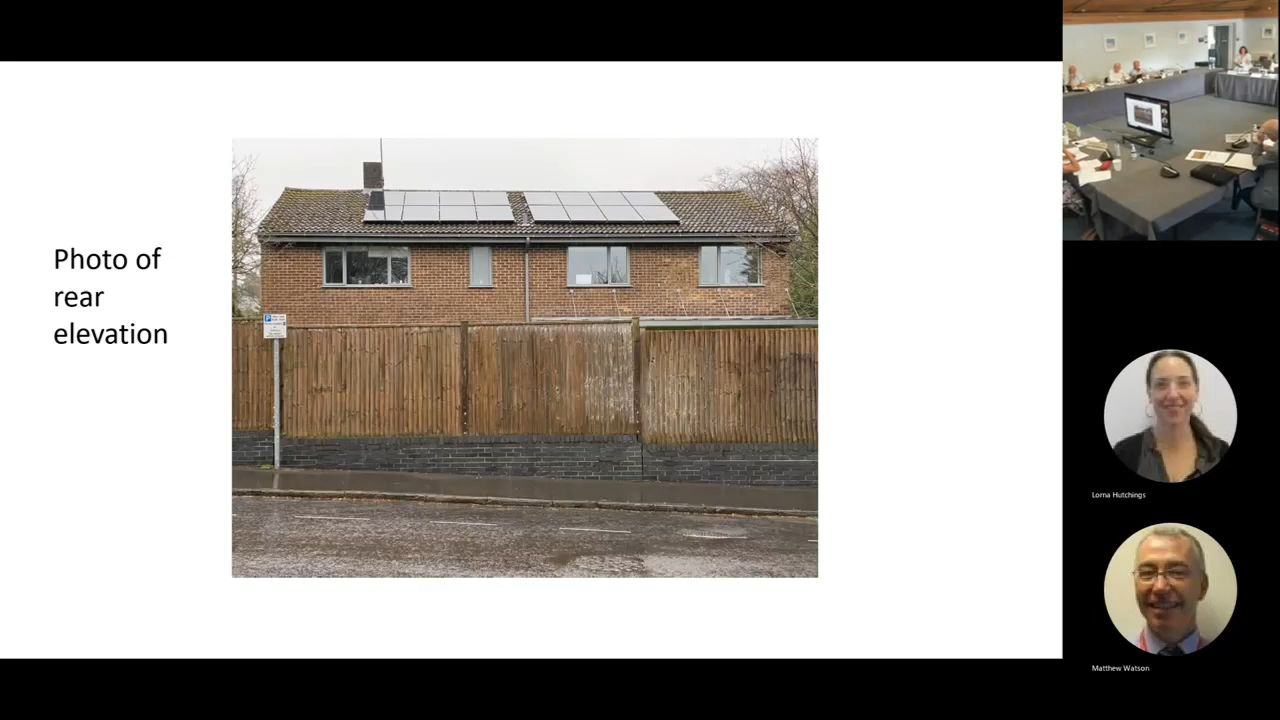 Photo of
rear
elevation
P
Lorna Hutchings
Matthew Watson